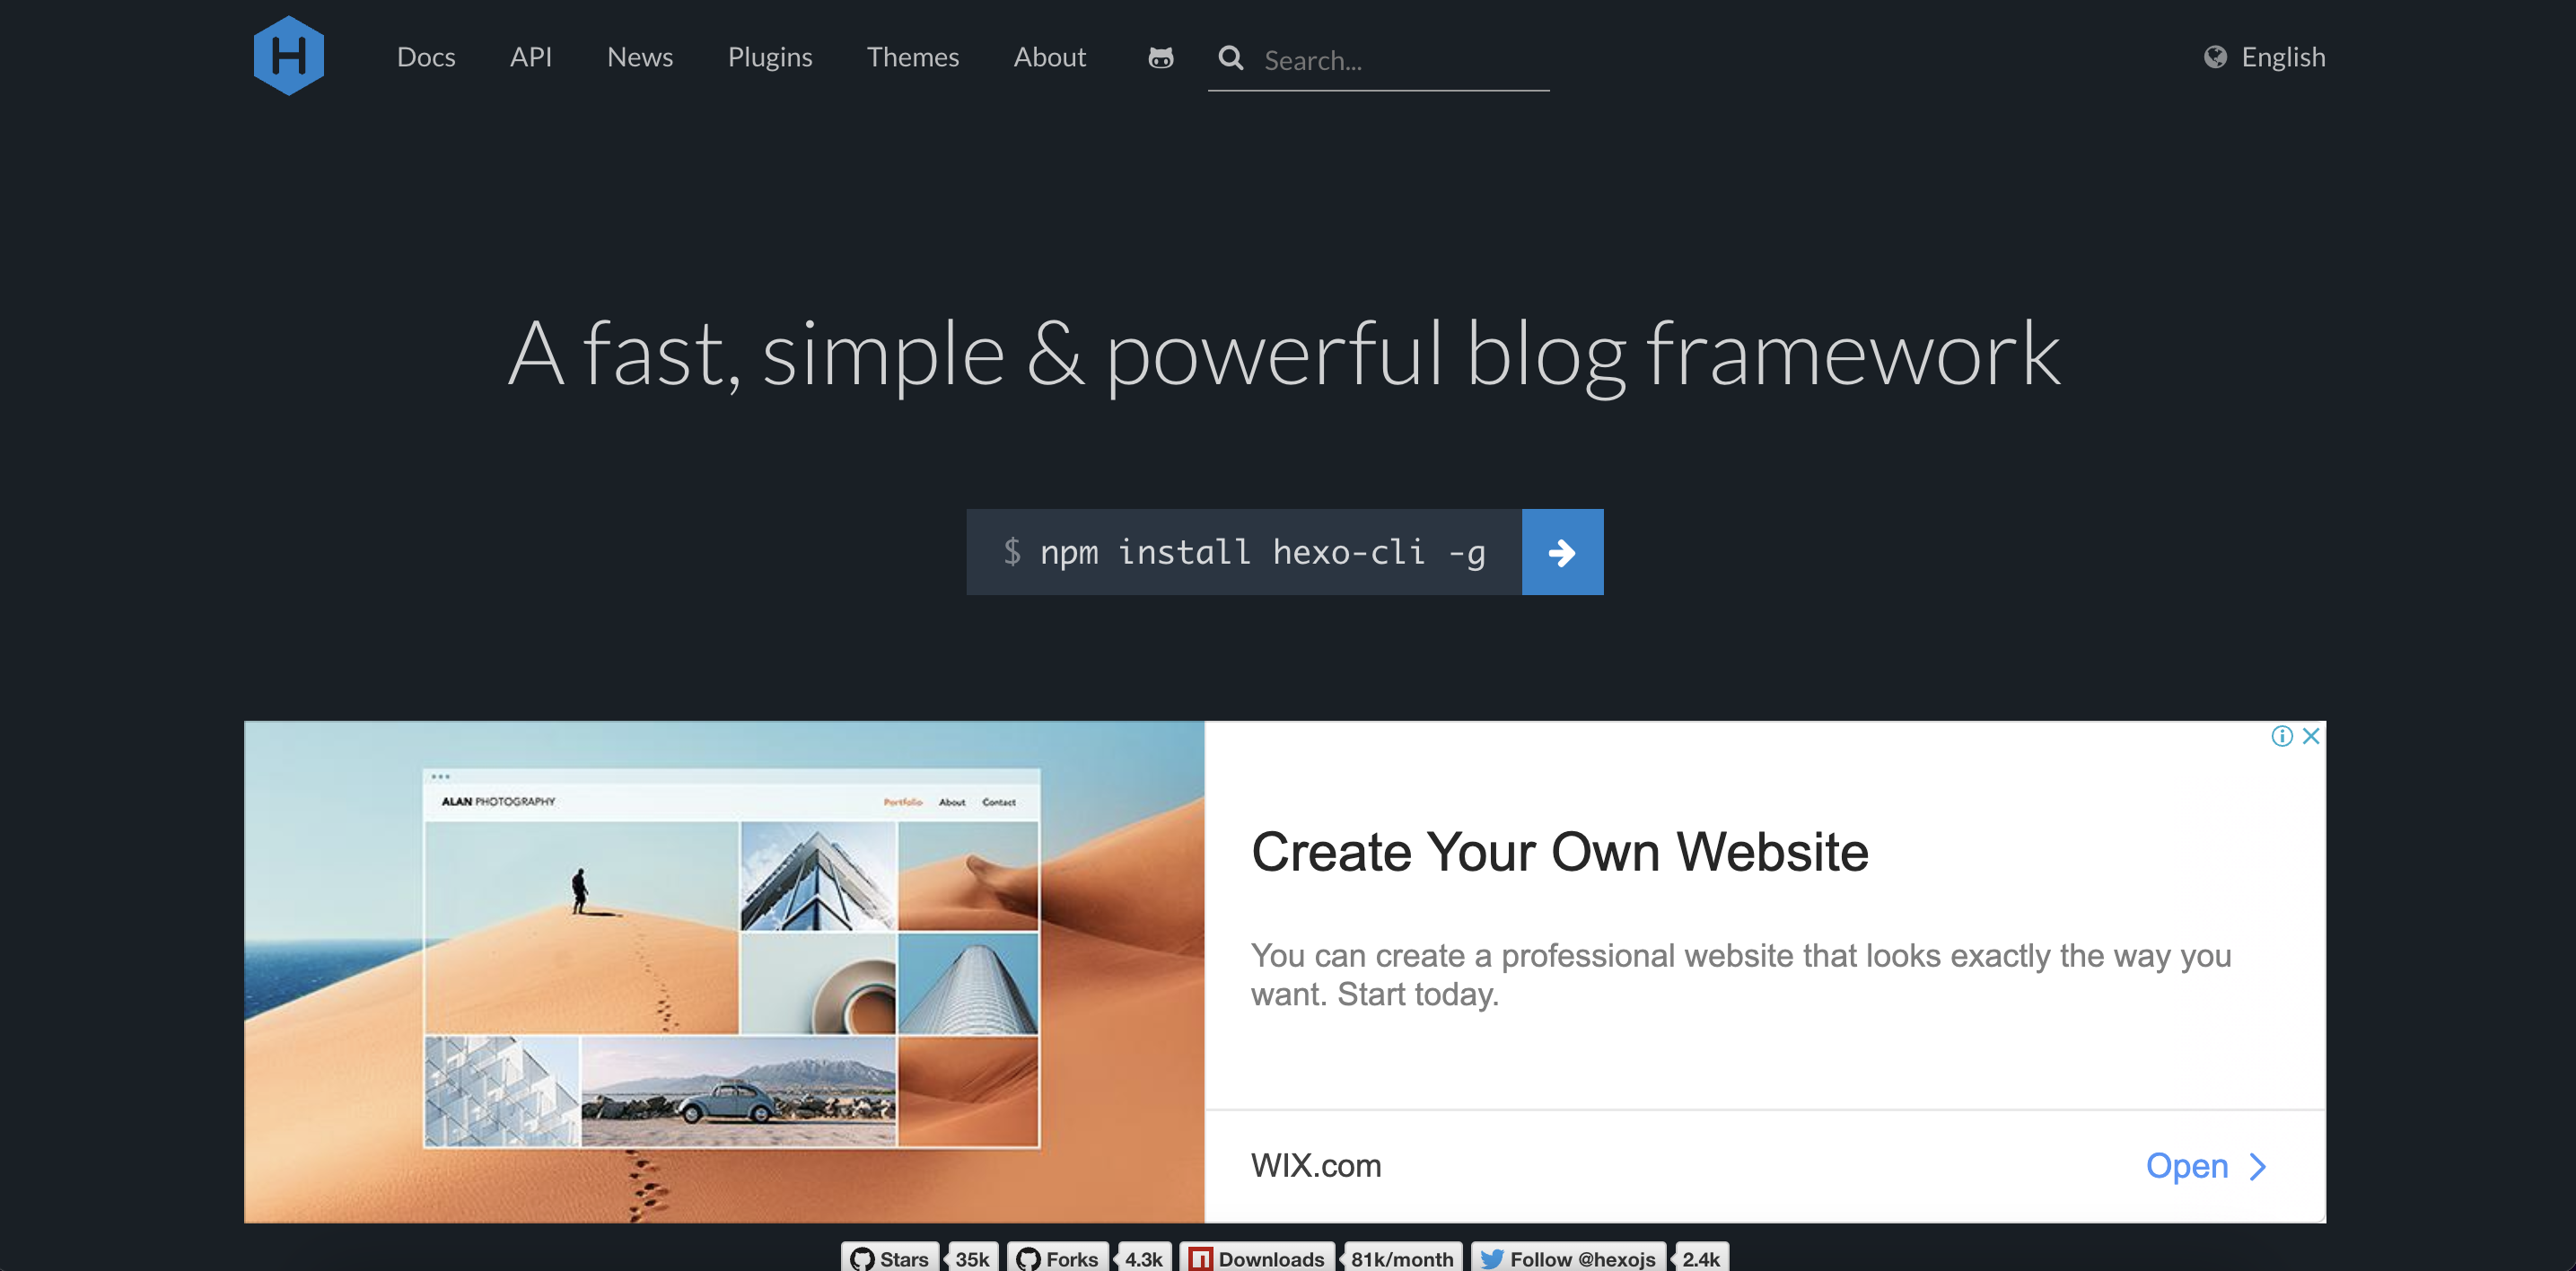 H
Docs API News Plugins Themes About Search... English
A fast, simple & powerful blog framework
$ npm install hexo-cli -g
ALAN PHOTOGRAPHY Portfolio About Contact
Create Your Own Website
You can create a professional website that looks exactly the way you
want. Start today.
WIX.com Open
Stars 35k Forks 4.3k Downloads 81k/month Follow @hexojs 2.4k